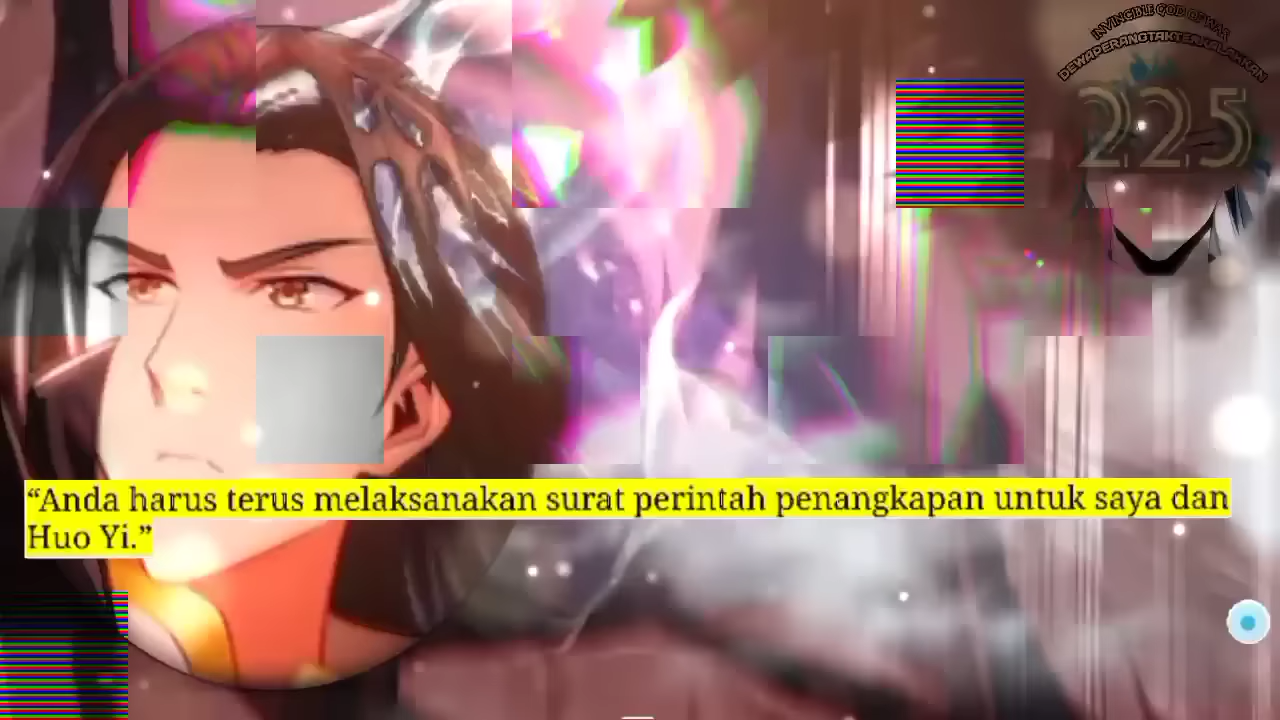 INVINCIBLE GOD OF WAR
DEWAPERANGTAKTERKALAHKAN
225
“Anda harus terus melaksanakan surat perintah penangkapan untuk saya dan
Huo Yi.”